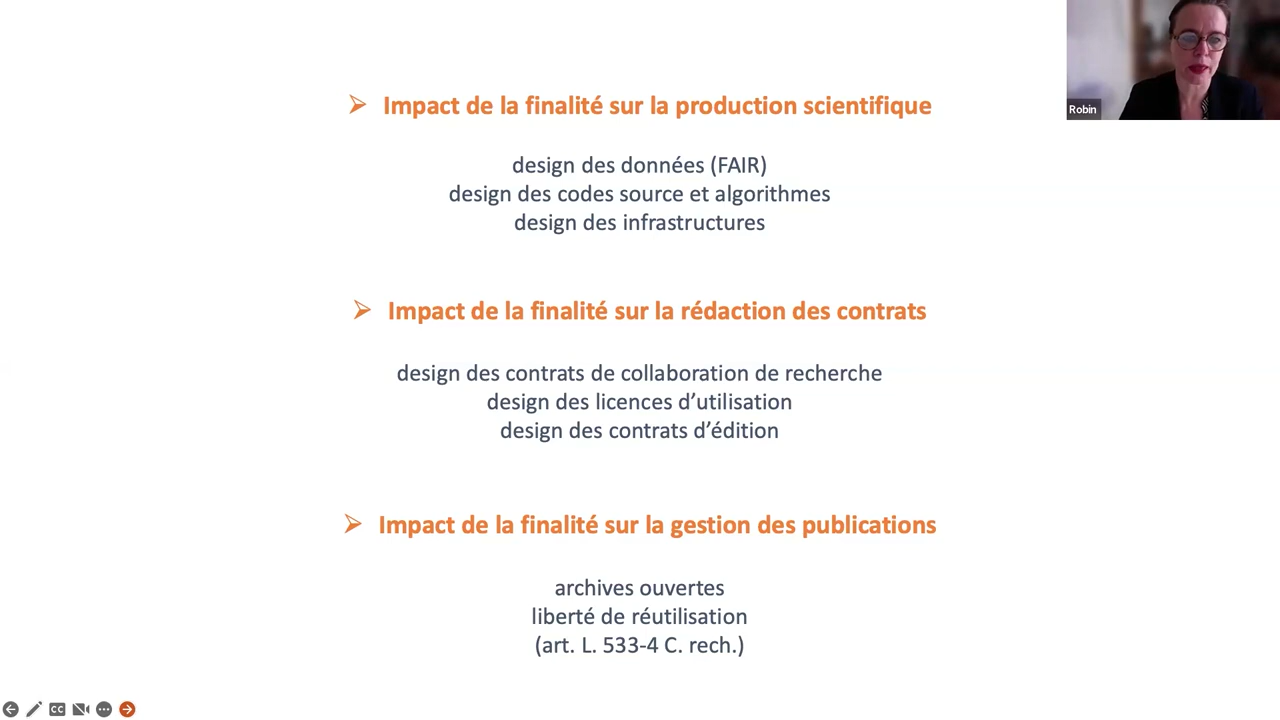 Impact de la finalité sur la production scientifique
design des données (FAIR)
design des codes source et algorithmes
design des infrastructures
Impact de la finalité sur la rédaction des contrats
design des contrats de collaboration de recherche
design des licences d’utilisation
design des contrats d’édition
Impact de la finalité sur la gestion des publications
archives ouvertes
liberté de réutilisation
(art. L. 533-4 C. rech.)
Robin
CC